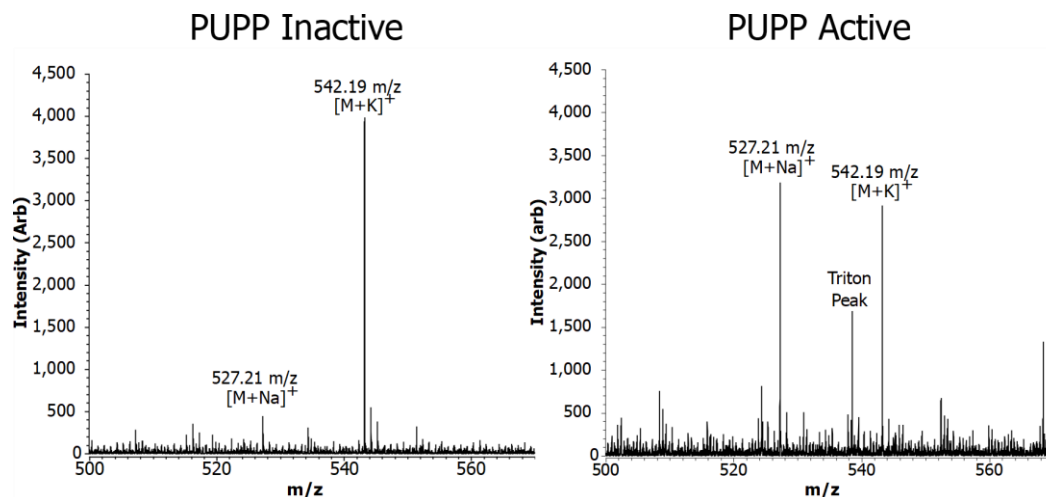 PUPP Inactive
4,500
4,000
3,500
3,000
2,500
2,000
1,500
1,000
500
0
Intensity (Arb)
542.19 m/z
[M+K]+
527.21 m/z
[M+Na]+
500
520
540
560
m/z
PUPP Active
4,500
4,000
3,500
3,000
2,500
2,000
1,500
1,000
500
0
Intensity (arb)
527.21 m/z
[M+Na]+
542.19 m/z
[M+K]+
Triton
Peak
500
520
540
560
m/z